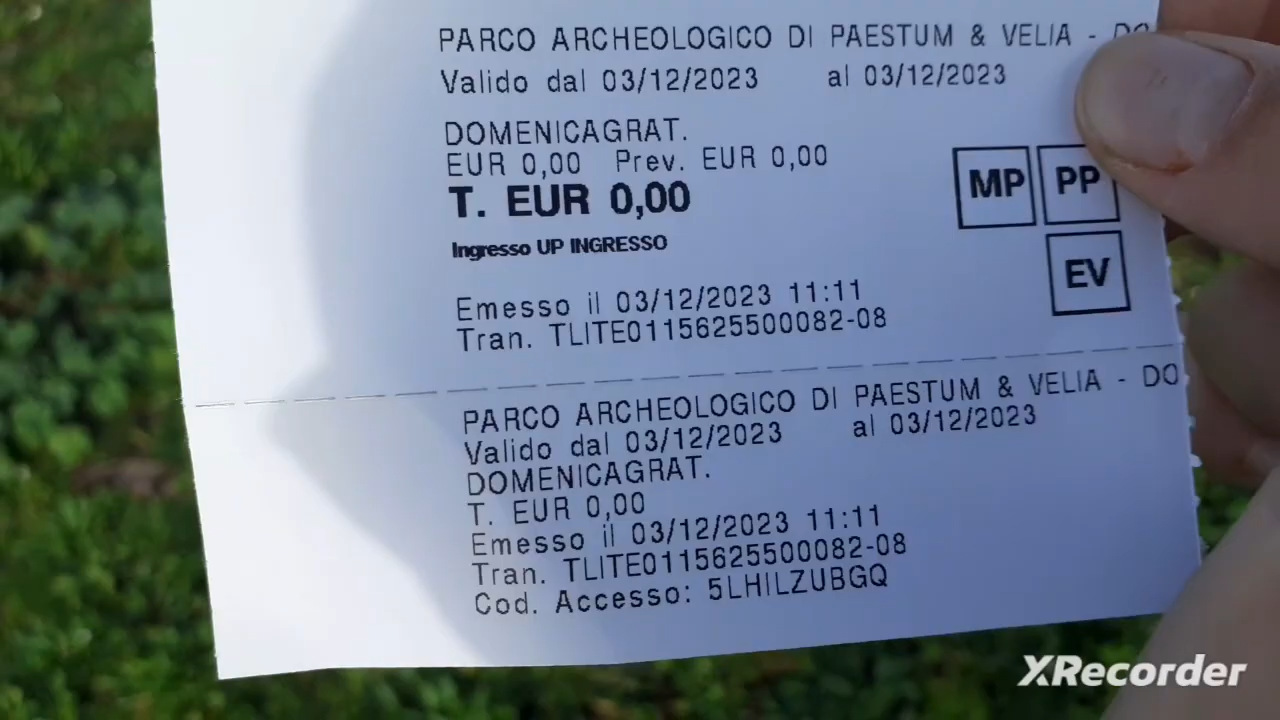 PARCO ARCHEOLOGICO DI PAESTUM & VELIA - DO
Valido dal 03/12/2023 al 03/12/2023
DOMENICAGRAT.
EUR 0,00 Prev. EUR 0,00
T. EUR 0,00
MP PP
Ingresso UP INGRESSO
EV
Emesso il 03/12/2023 11:11
Tran. TLITE0115625500082-08
PARCO ARCHEOLOGICO DI PAESTUM & VELIA - DO
Valido dal 03/12/2023 al 03/12/2023
DOMENICAGRAT.
T. EUR 0,00
Emesso il 03/12/2023 11:11
Tran. TLITE0115625500082-08
Cod. Accesso: 5LHILZUBGQ
XRecorder